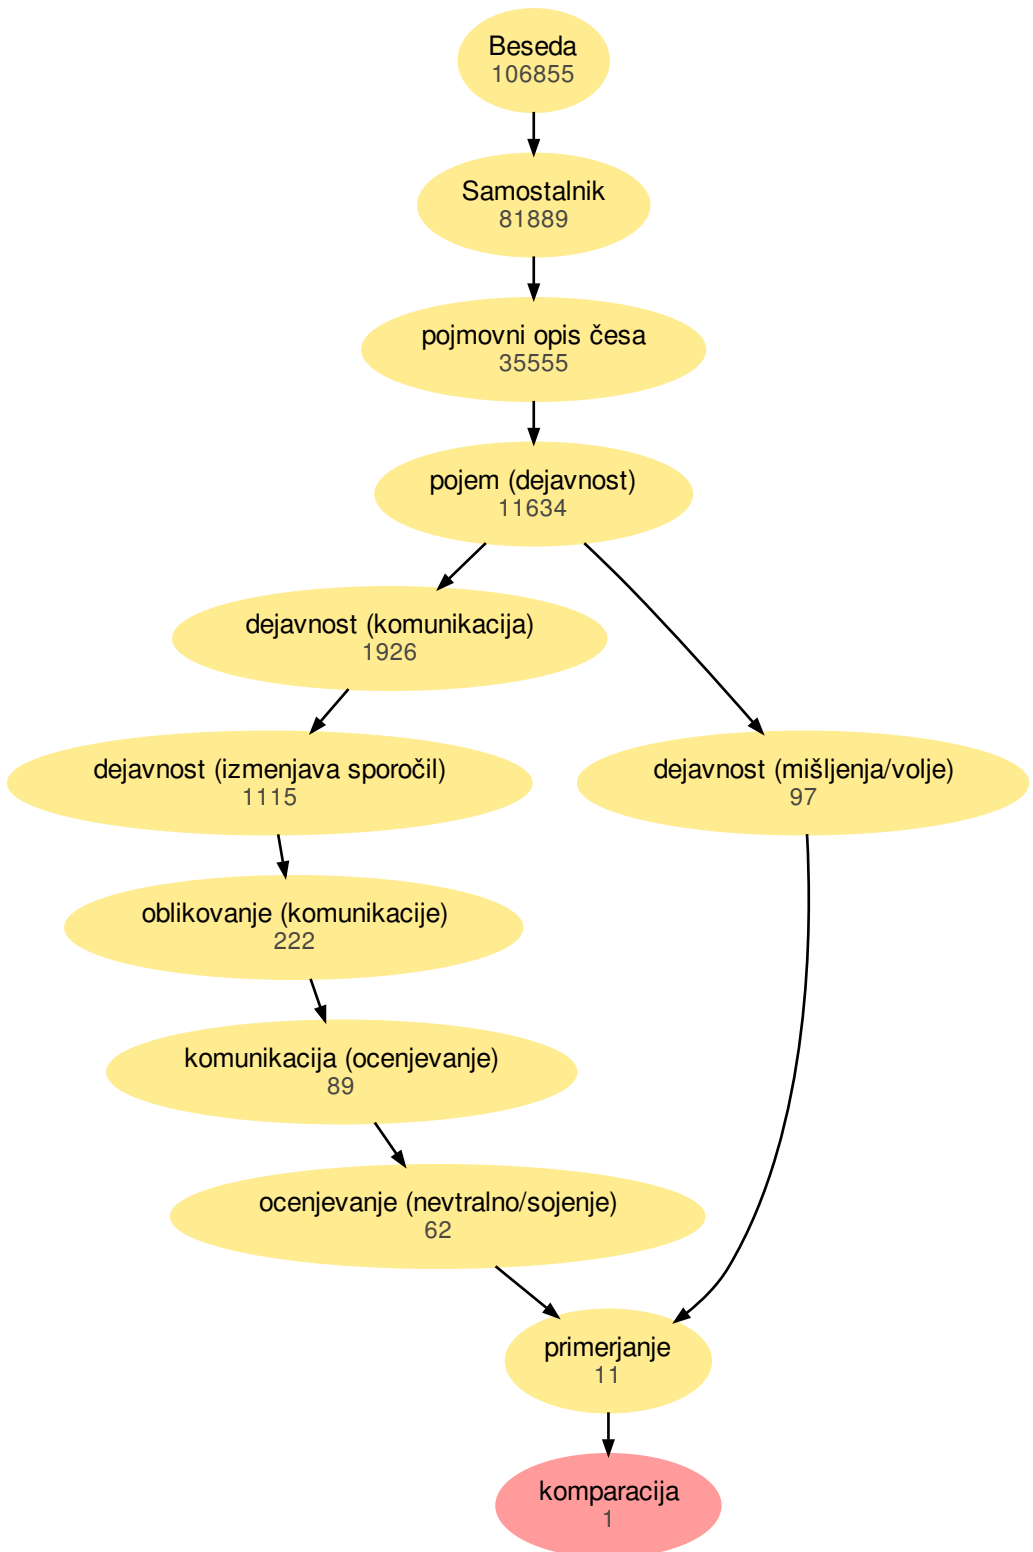 Beseda
106855
Samostalnik
81889
pojmovni opis česa
35555
pojem (dejavnost)
11634
dejavnost (komunikacija)
1926
dejavnost (izmenjava sporočil)
1115
dejavnost (mišljenja/volje)
97
oblikovanje (komunikacije)
222
komunikacija (ocenjevanje)
89
ocenjevanje (nevtralno/sojenje)
62
primerjanje
11
komparacija
1